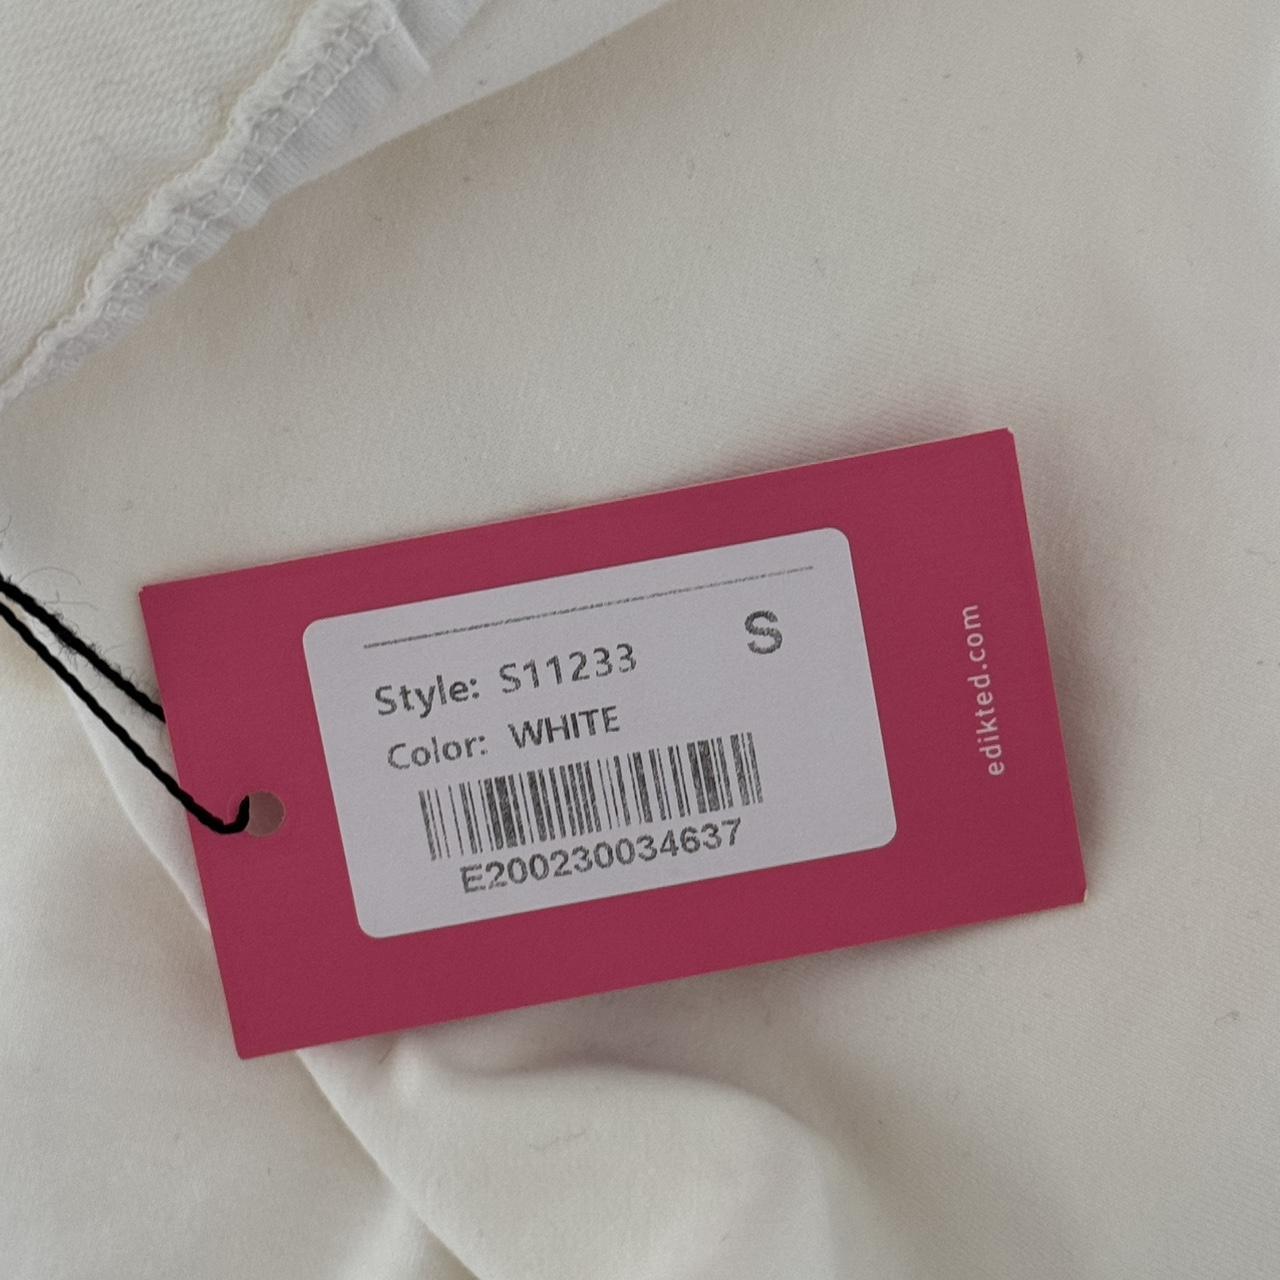 S
Style: S11233
Color: WHITE
E200230034637
edikted.com